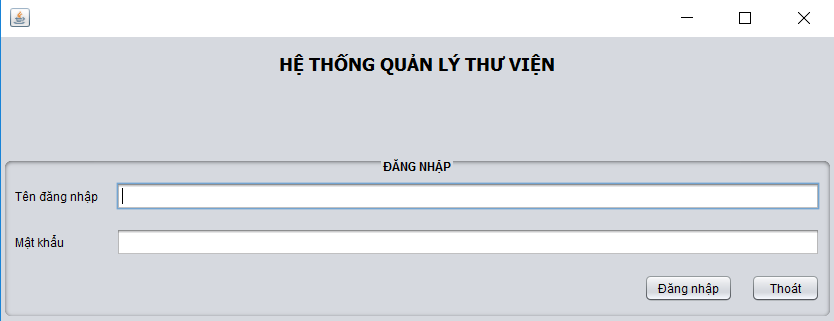 HỆ THỐNG QUẢN LÝ THƯ VIỆN
ĐĂNG NHẬP
Tên đăng nhập
Mật khẩu
Đăng nhập
Thoát